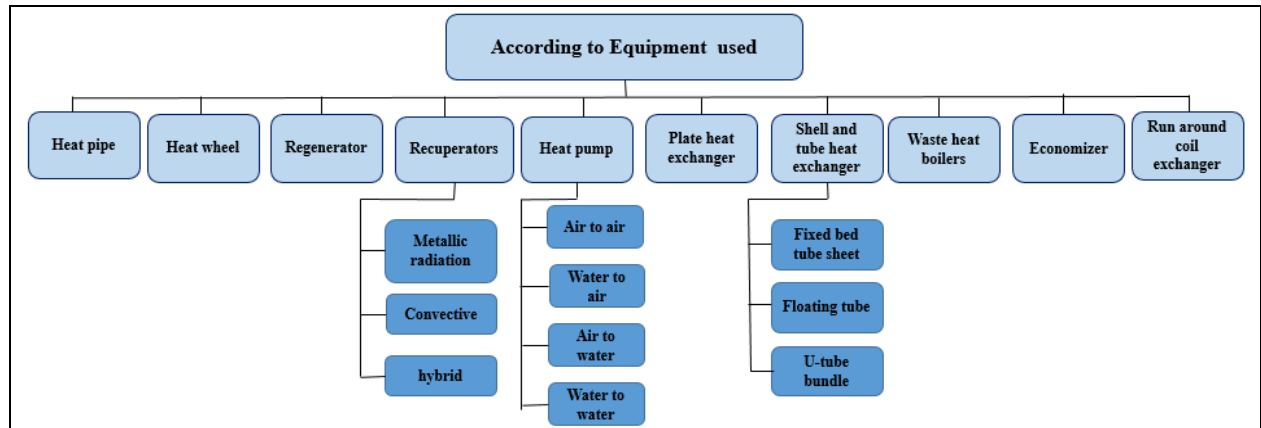 According to Equipment used
Heat pipe
Heat wheel
Regenerator
Recuperators
Heat pump
Plate heat
exchanger
Shell and
tube heat
exchanger
Waste heat
boilers
Economizer
Run around
coil
exchanger
Metallic
radiation
Convective
hybrid
Air to air
Water to
air
Air to
water
Water to
water
Fixed bed
tube sheet
Floating tube
U-tube
bundle